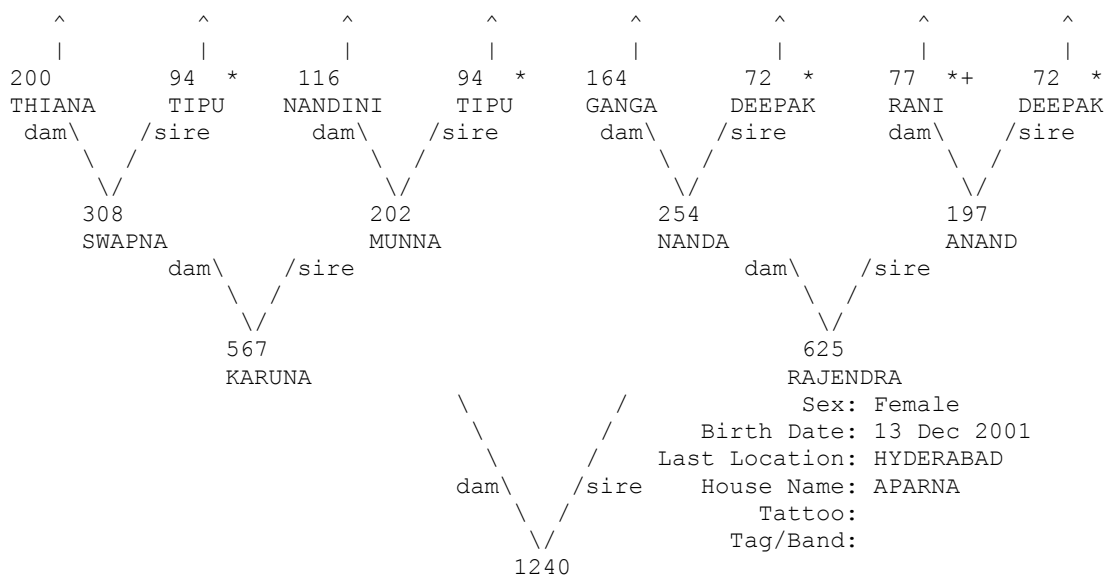 ^ ^ ^ ^ ^ ^ ^ ^
| | | | | | | |
200 94 * 116 94 * 164 72 * 77 *+ 72 *
THIANA TIPU NANDINI TIPU GANGA DEEPAK RANI DEEPAK
dam\ /sire dam\ /sire dam\ /sire dam\ /sire
\ / \ / \ / \ /
\/ \/ \/ \/
308 202 254 197
SWAPNA MUNNA NANDA ANAND
dam\ /sire dam\ /sire
\ / \ /
\/ \/
567 625
KARUNA RAJENDRA
\ / Sex: Female
\ / Birth Date: 13 Dec 2001
\ / Last Location: HYDERABAD
dam\ /sire House Name: APARNA
\ / Tattoo:
\/ Tag/Band:
1240